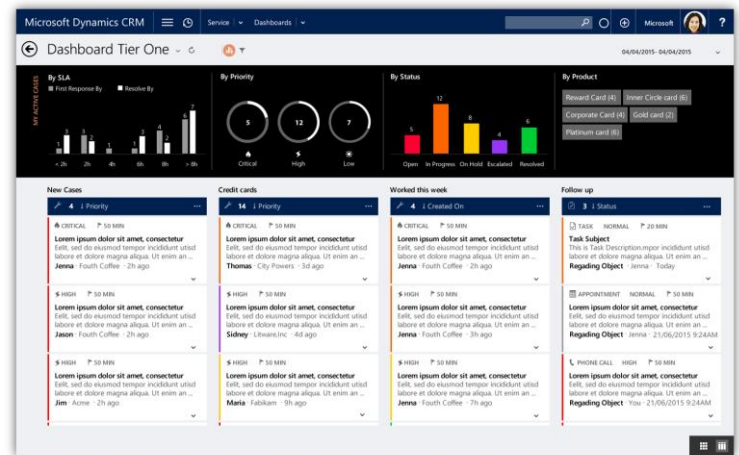 Microsoft Dynamics CRM Service Dashboards Microsoft ?
Dashboard Tier One 04/04/2015- 04/04/2015
MY ACTIVE CASES
By SLA
First Response By Resolve By
< 2h 2h 4h 6h 8h > 8h
By Priority
5 12 7
Critical High Low
By Status
5 12 8 4 6
Open In Progress On Hold Escalated Resolved
By Product
Reward Card (4) Inner Circle card (6)
Corporate Card (4) Gold card (2)
Platinum card (6)
New Cases
4 ↓ Priority ...
CRITICAL 50 MIN
Lorem ipsum dolor sit amet, consectetur
Eelit, sed do eiusmod tempor incididunt utisd
labore et dolore magna aliqua. Ut enim an ...
Jenna · Fouth Coffee · 2h ago
HIGH 50 MIN
Lorem ipsum dolor sit amet, consectetur
Eelit, sed do eiusmod tempor incididunt utisd
labore et dolore magna aliqua. Ut enim an ...
Jason · Fouth Coffee · 2h ago
HIGH 50 MIN
Lorem ipsum dolor sit amet, consectetur
Eelit, sed do eiusmod tempor incididunt utisd
labore et dolore magna aliqua. Ut enim an ...
Jim · Acme · 2h ago
Credit cards
14 ↓ Priority ...
CRITICAL 50 MIN
Lorem ipsum dolor sit amet, consectetur
Eelit, sed do eiusmod tempor incididunt utisd
labore et dolore magna aliqua. Ut enim an ...
Thomas · City Powers · 3d ago
HIGH 50 MIN
Lorem ipsum dolor sit amet, consectetur
Eelit, sed do eiusmod tempor incididunt utisd
labore et dolore magna aliqua. Ut enim an ...
Sidney · Litware.Inc · 4d ago
HIGH 50 MIN
Lorem ipsum dolor sit amet, consectetur
Eelit, sed do eiusmod tempor incididunt utisd
labore et dolore magna aliqua. Ut enim an ...
Maria · Fabikam · 9h ago
Worked this week
4 ↓ Created On ...
CRITICAL 50 MIN
Lorem ipsum dolor sit amet, consectetur
Eelit, sed do eiusmod tempor incididunt utisd
labore et dolore magna aliqua. Ut enim an ...
Jenna · Fouth Coffee · 2h ago
HIGH 50 MIN
Lorem ipsum dolor sit amet, consectetur
Eelit, sed do eiusmod tempor incididunt utisd
labore et dolore magna aliqua. Ut enim an ...
Jenna · Fouth Coffee · 3h ago
HIGH 50 MIN
Lorem ipsum dolor sit amet, consectetur
Eelit, sed do eiusmod tempor incididunt utisd
labore et dolore magna aliqua. Ut enim an ...
Jenna · Fouth Coffee · 7h ago
Follow up
3 ↓ Status ...
TASK NORMAL 20 MIN
Task Subject
This is Task Description.mpor incididunt utisd
labore et dolore magna aliqua. Ut enim an ...
Regading Object · Jenna · Today
APPOINTMENT NORMAL 50 MIN
Lorem ipsum dolor sit amet, consectetur
Eelit, sed do eiusmod tempor incididunt utisd
labore et dolore magna aliqua. Ut enim an ...
Regading Object · Jenna · 21/06/2015 9:24AM
PHONE CALL HIGH 50 MIN
Lorem ipsum dolor sit amet, consectetur
Eelit, sed do eiusmod tempor incididunt utisd
labore et dolore magna aliqua. Ut enim an ...
Regading Object · You · 21/06/2015 9:24AM